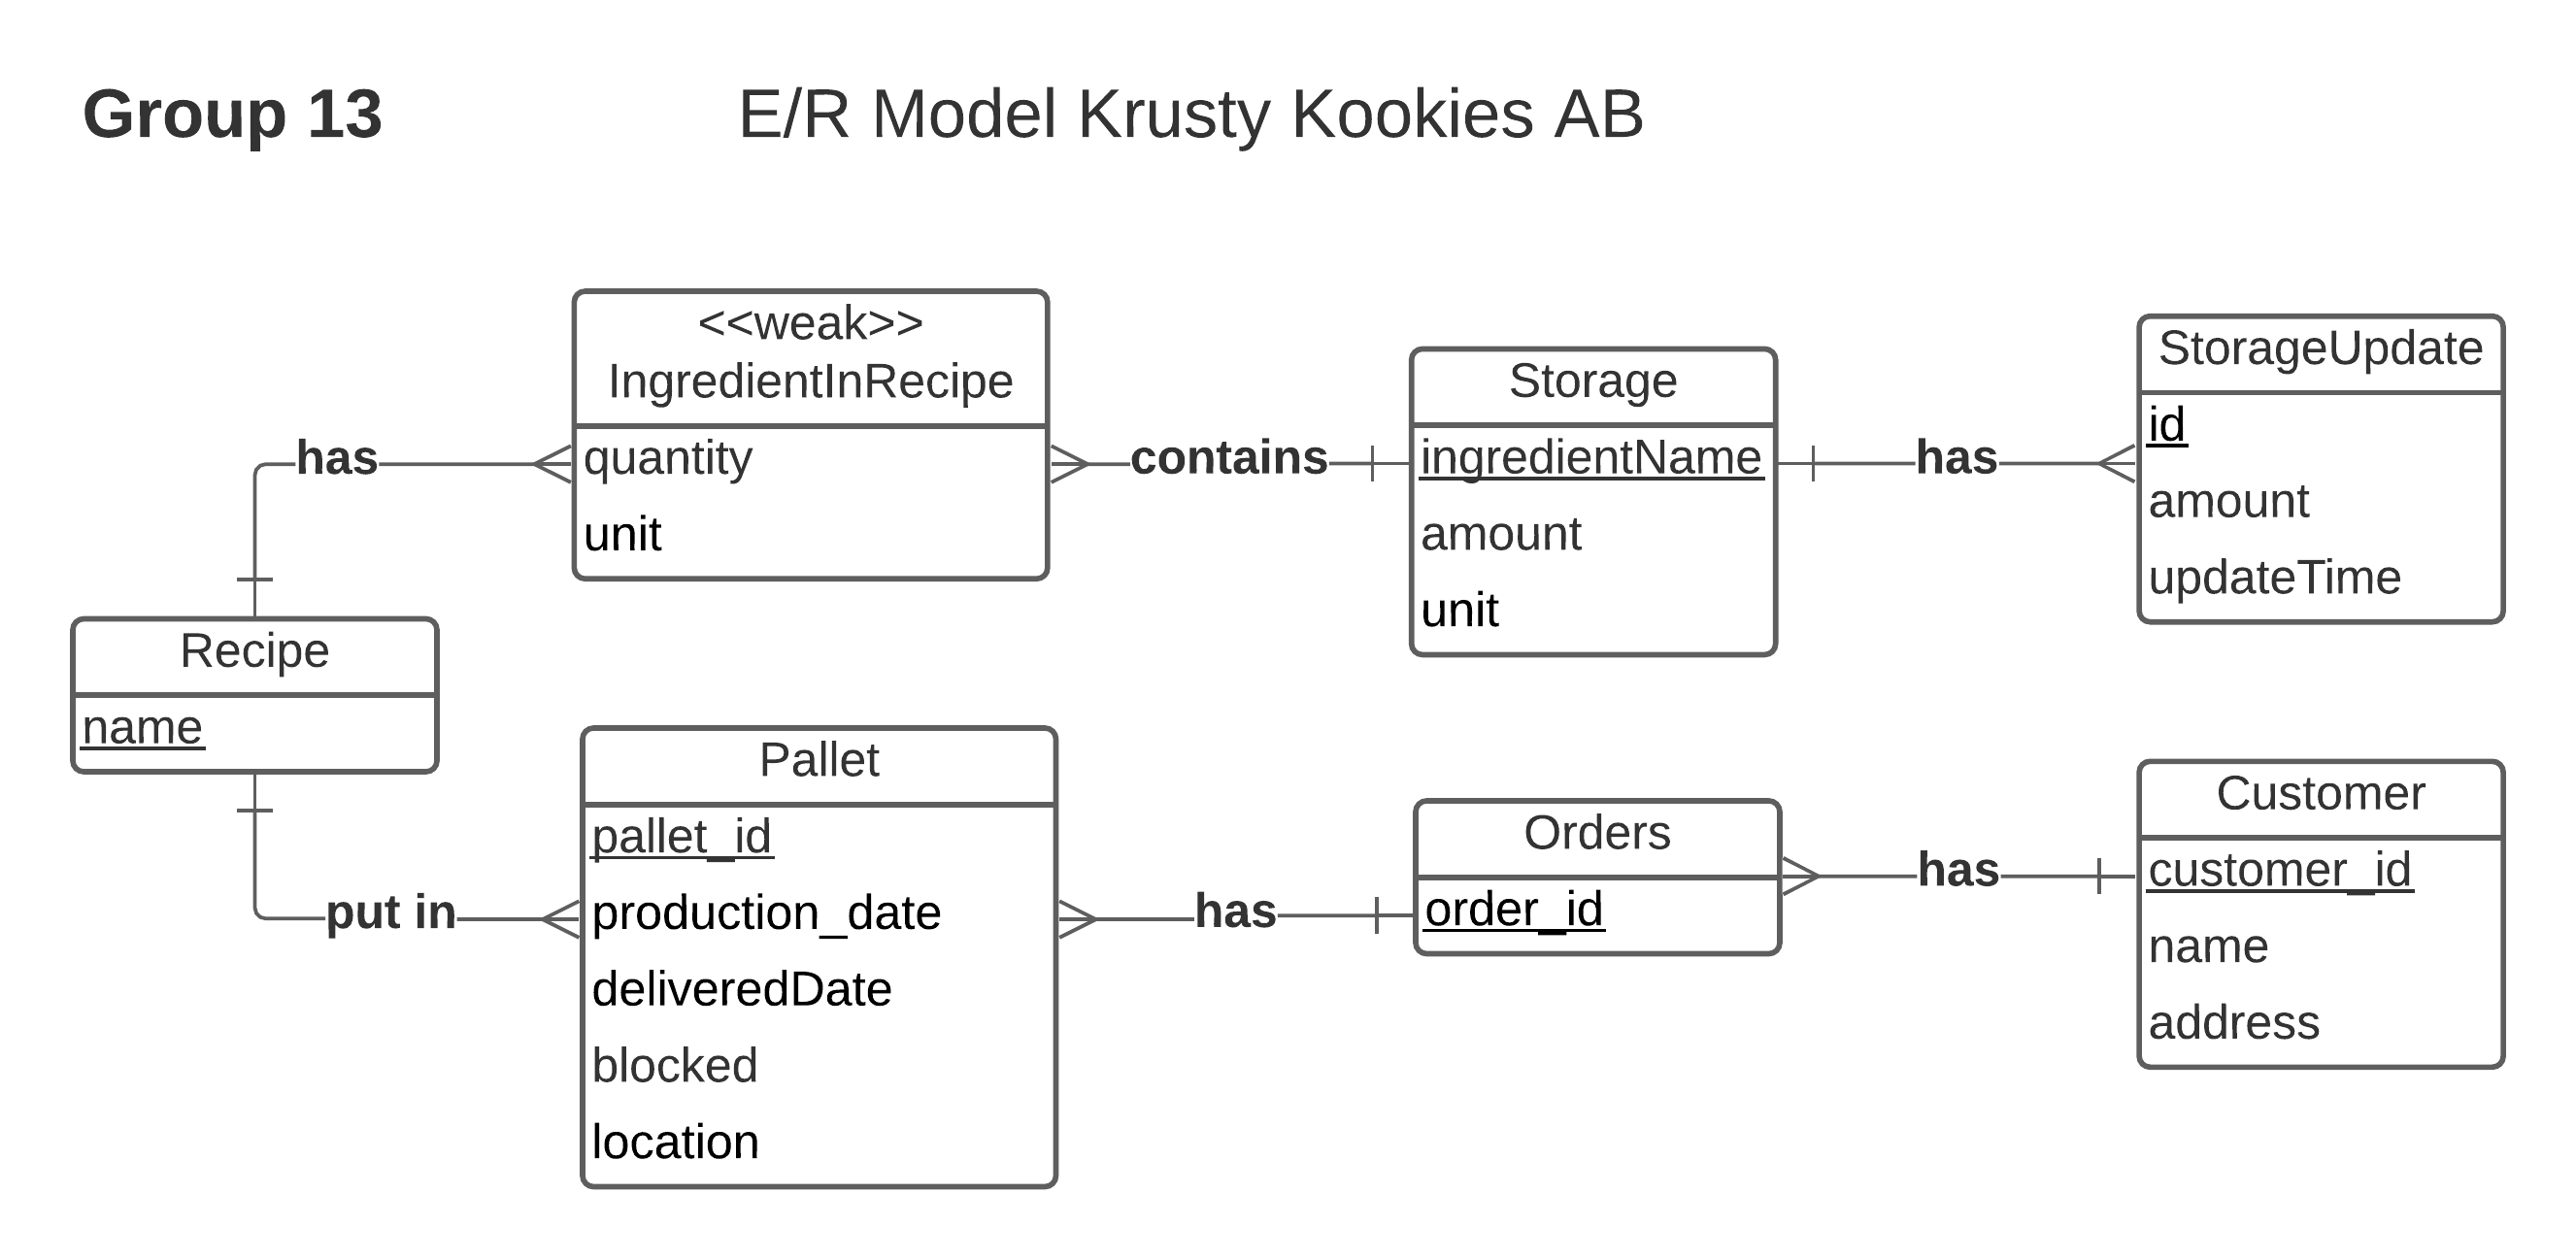 Group 13
E/R Model Krusty Kookies AB
<<weak>>
IngredientInRecipe
quantity
unit
has
contains
Storage
ingredientName
amount
unit
has
StorageUpdate
id
amount
updateTime
Recipe
name
put in
Pallet
pallet_id
production_date
deliveredDate
blocked
location
has
Orders
order_id
has
Customer
customer_id
name
address